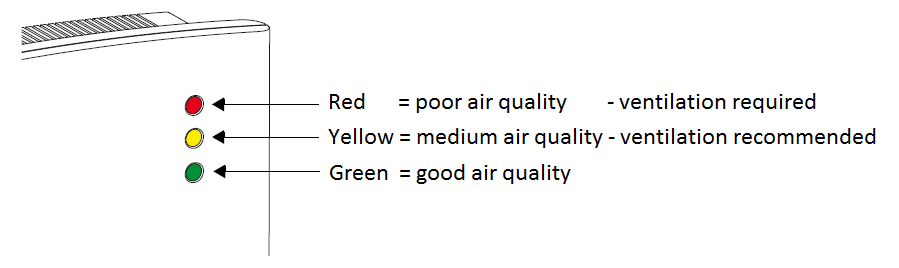 Red = poor air quality - ventilation required
Yellow = medium air quality - ventilation recommended
Green = good air quality